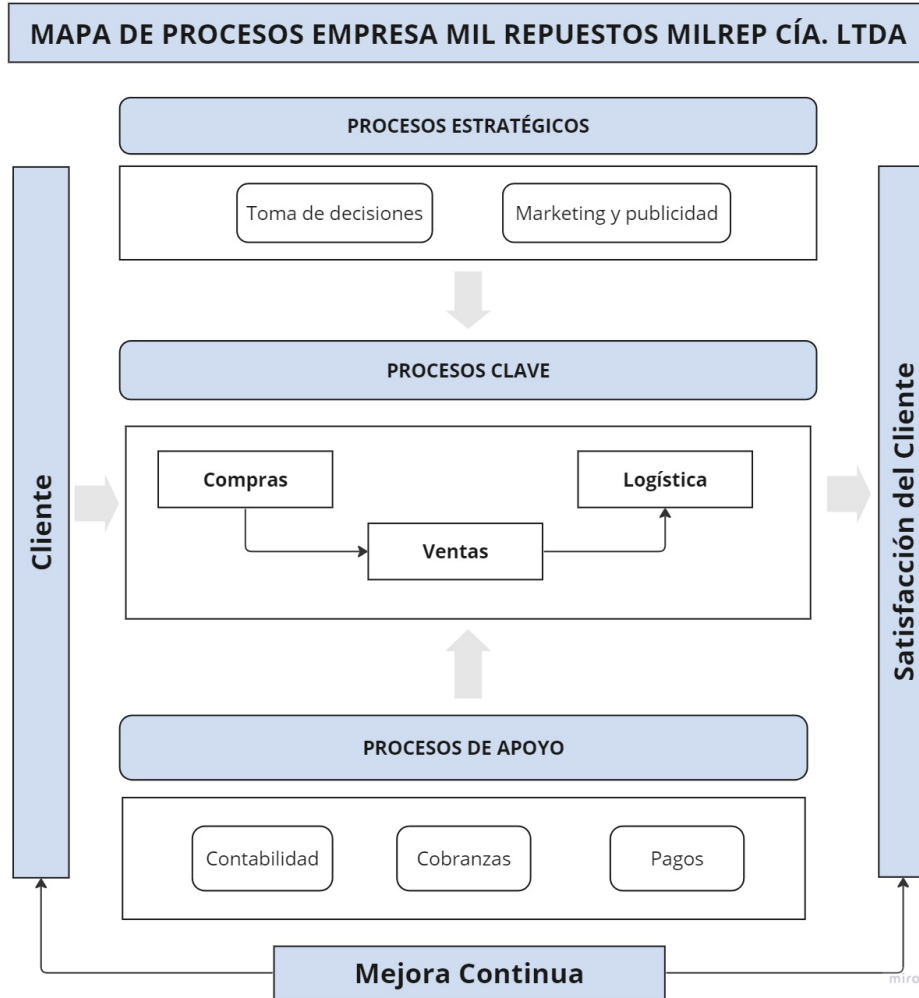 MAPA DE PROCESOS EMPRESA MIL REPUESTOS MILREP CÍA. LTDA
PROCESOS ESTRATÉGICOS
Toma de decisiones
Marketing y publicidad
PROCESOS CLAVE
Cliente
Compras
Logística
Ventas
Satisfacción del Cliente
PROCESOS DE APOYO
Contabilidad
Cobranzas
Pagos
Mejora Continua
miro